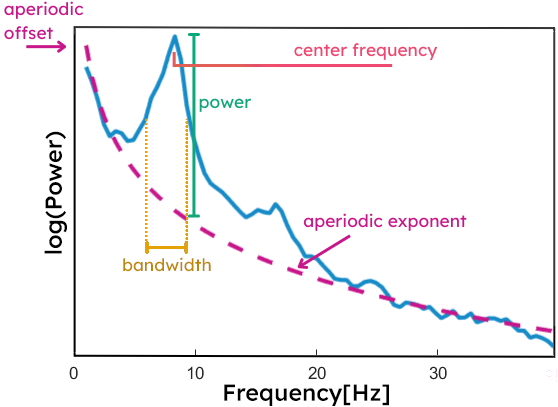 aperiodic
offset
center frequency
power
aperiodic exponent
bandwidth
log(Power)
0
10
20
30
Frequency[Hz]